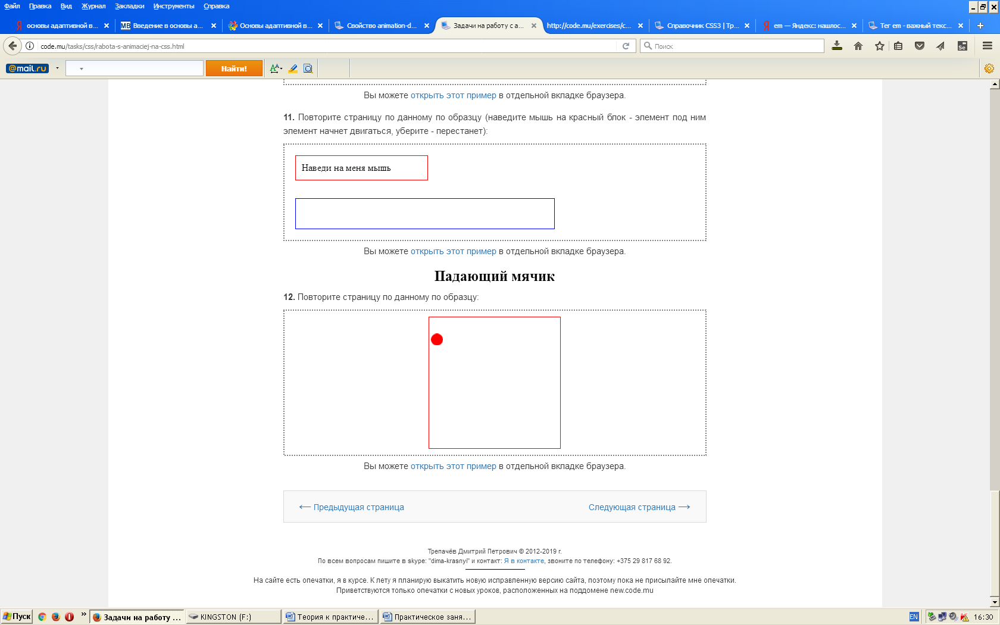 Файл Правка Вид Журнал Закладки Инструменты Справка
основы адаптивной в... Введение в основы а... Основы адаптивной в... Свойство animation-d... Задачи на работу с а... http://code.mu/exercises/c... Справочник CSS3 | Тр... em — Яндекс: нашлос... Тег em - важный текс...
code.mu/tasks/css/rabota-s-animaciej-na-css.html Поиск
@mail.ru Найти!
Вы можете открыть этот пример в отдельной вкладке браузера.
11. Повторите страницу по данному по образцу (наведите мышь на красный блок - элемент под ним
элемент начнет двигаться, уберите - перестанет):
Наведи на меня мышь
Вы можете открыть этот пример в отдельной вкладке браузера.
Падающий мячик
12. Повторите страницу по данному по образцу:
Вы можете открыть этот пример в отдельной вкладке браузера.
← Предыдущая страница Следующая страница →
Трепачёв Дмитрий Петрович © 2012-2019 г.
По всем вопросам пишите в skype: "dima-krasnyi" и контакт: Я в контакте, звоните по телефону: +375 29 817 68 92.
На сайте есть опечатки, я в курсе. К лету я планирую выкатить новую исправленную версию сайта, поэтому пока не присылайте мне опечатки.
Приветствуются только опечатки с новых уроков, расположенных на поддомене new.code.mu
Пуск » Задачи на работу ... KINGSTON (F:) Теория к практиче... Практическое заня... EN 16:30